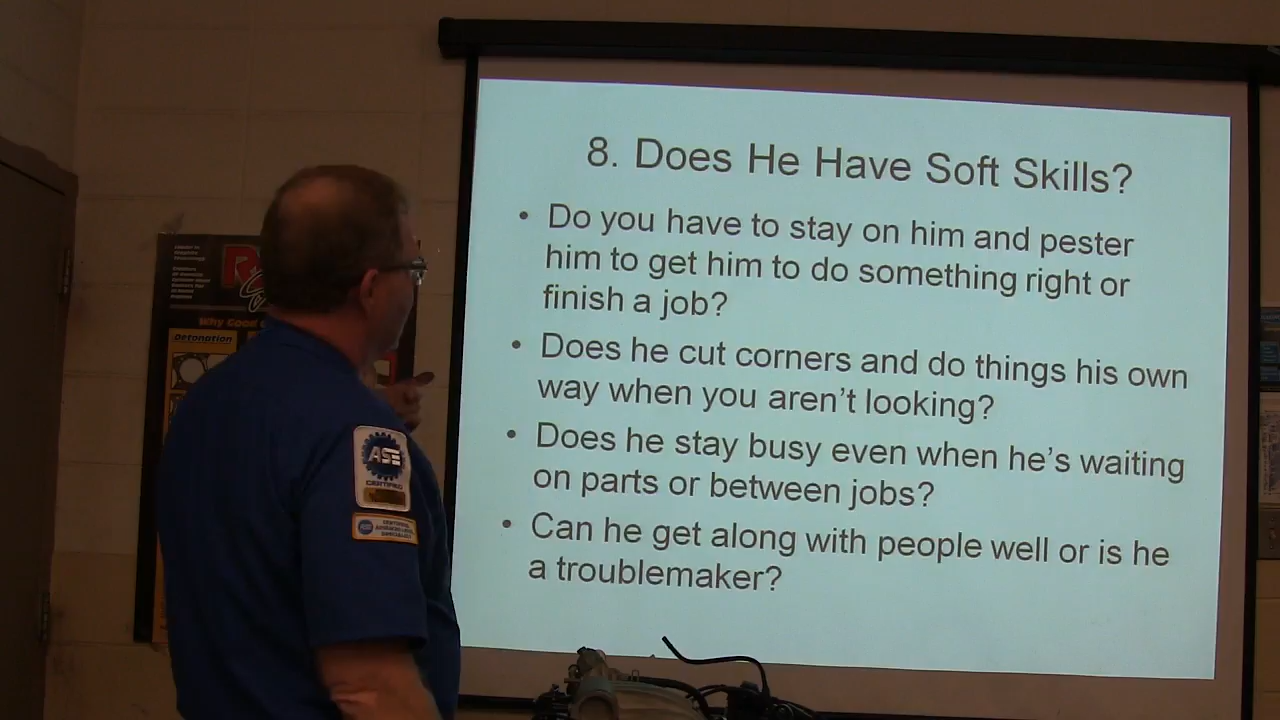 8. Does He Have Soft Skills?
• Do you have to stay on him and pester
him to get him to do something right or
finish a job?
• Does he cut corners and do things his own
way when you aren't looking?
• Does he stay busy even when he's waiting
on parts or between jobs?
• Can he get along with people well or is he
a troublemaker?
Why Good
Detonation
ASE
CERTIFIED